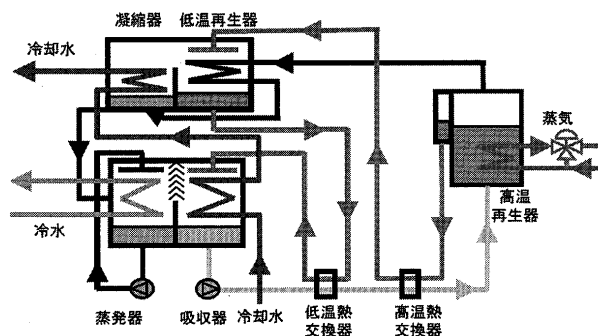 凝縮器 低温再生器
冷却水
蒸気
高温
再生器
冷水
蒸発器
吸収器
冷却水
低温熱
交換器
高温熱
交換器